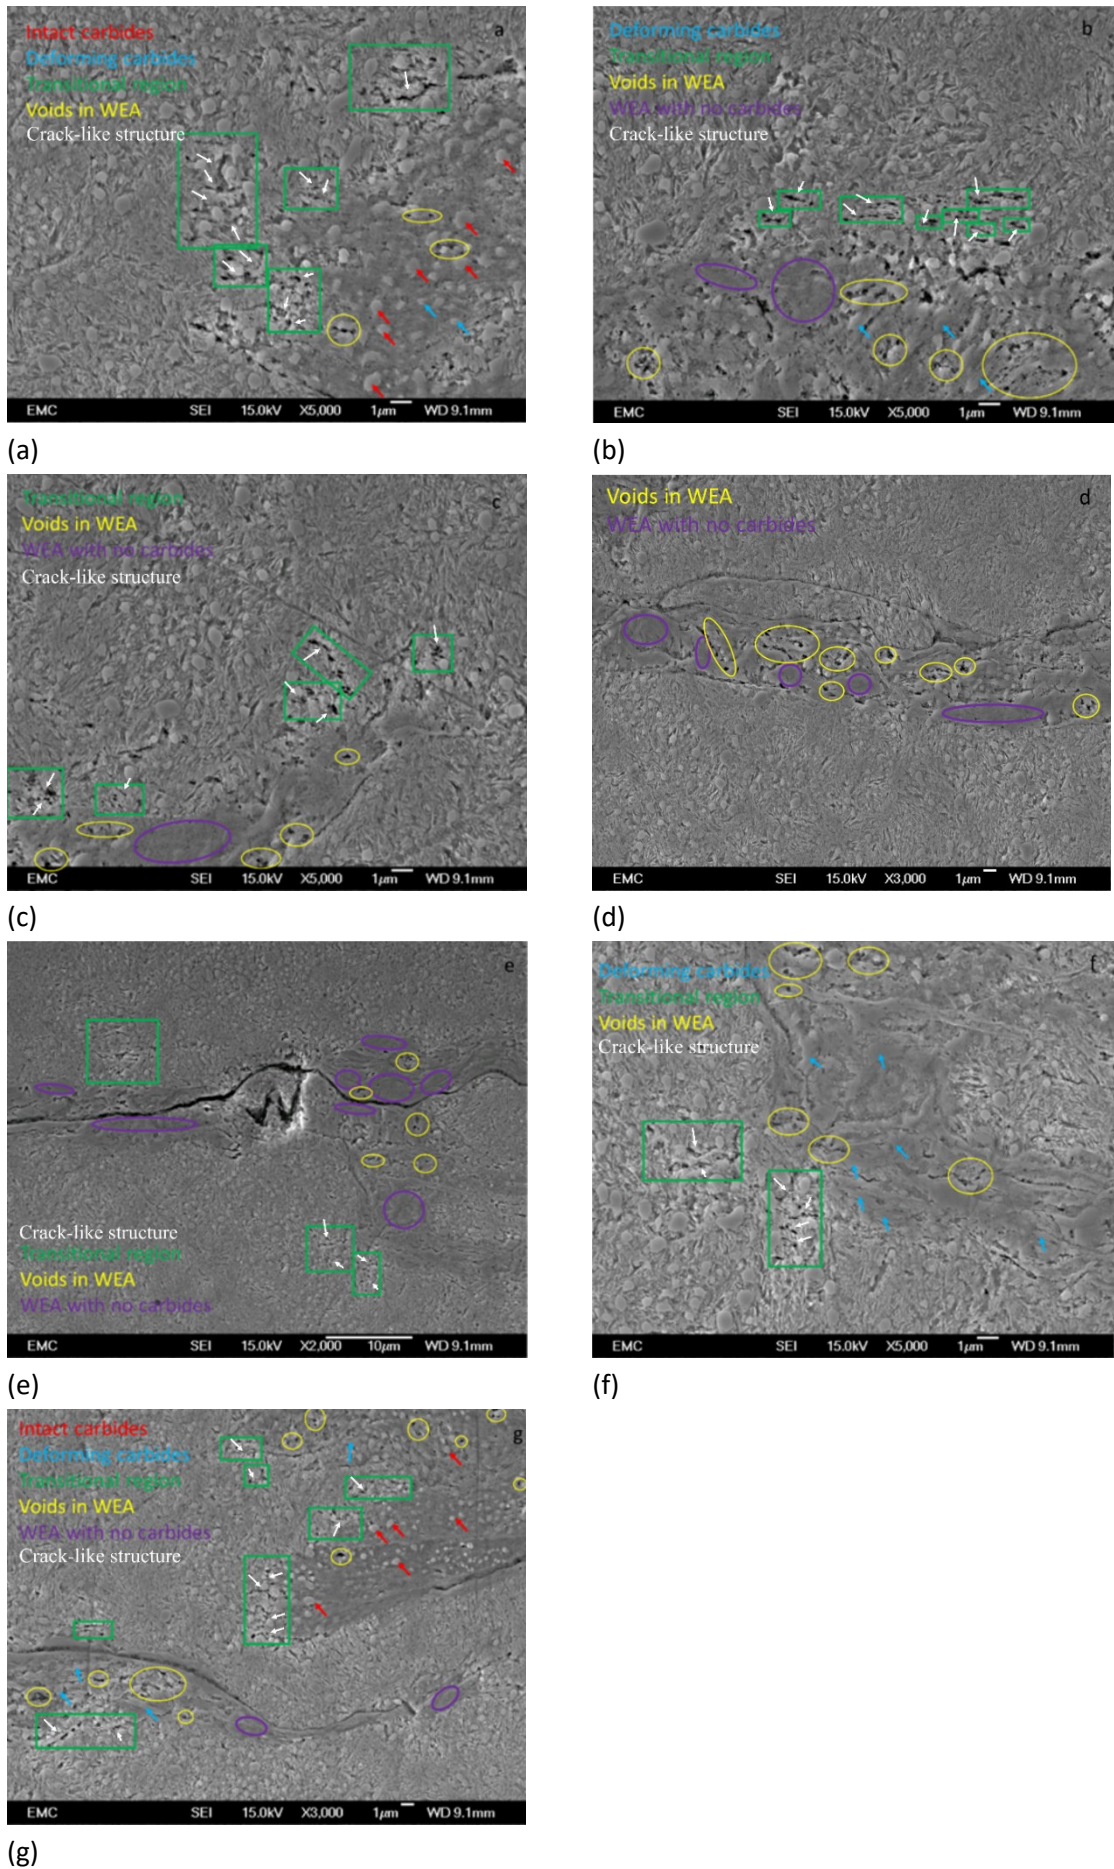 Intact carbides
a
Deforming carbides
Transitional region
Voids in WEA
Crack-like structure
EMC SEI 15.0kV X5,000 1µm WD 9.1mm
(a)
Deforming carbides
b
Transitional region
Voids in WEA
WEA with no carbides
Crack-like structure
EMC SEI 15.0kV X5,000 1µm WD 9.1mm
(b)
Transitional region
c
Voids in WEA
WEA with no carbides
Crack-like structure
EMC SEI 15.0kV X5,000 1µm WD 9.1mm
(c)
Voids in WEA
d
WEA with no carbides
EMC SEI 15.0kV X3,000 1µm WD 9.1mm
(d)
e
Crack-like structure
Transitional region
Voids in WEA
WEA with no carbides
EMC SEI 15.0kV X2,000 10µm WD 9.1mm
(e)
f
Deforming carbides
Transitional region
Voids in WEA
Crack-like structure
EMC SEI 15.0kV X5,000 1µm WD 9.1mm
(f)
Intact carbides
g
Deforming carbides
Transitional region
Voids in WEA
WEA with no carbides
Crack-like structure
EMC SEI 15.0kV X3,000 1µm WD 9.1mm
(g)